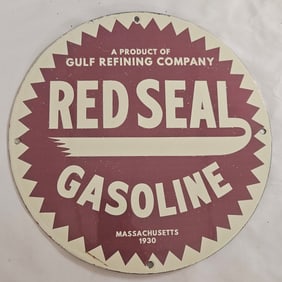 A PRODUCT OF
GULF REFINING COMPANY
RED SEAL
GASOLINE
MASSACHUSETTS
1930